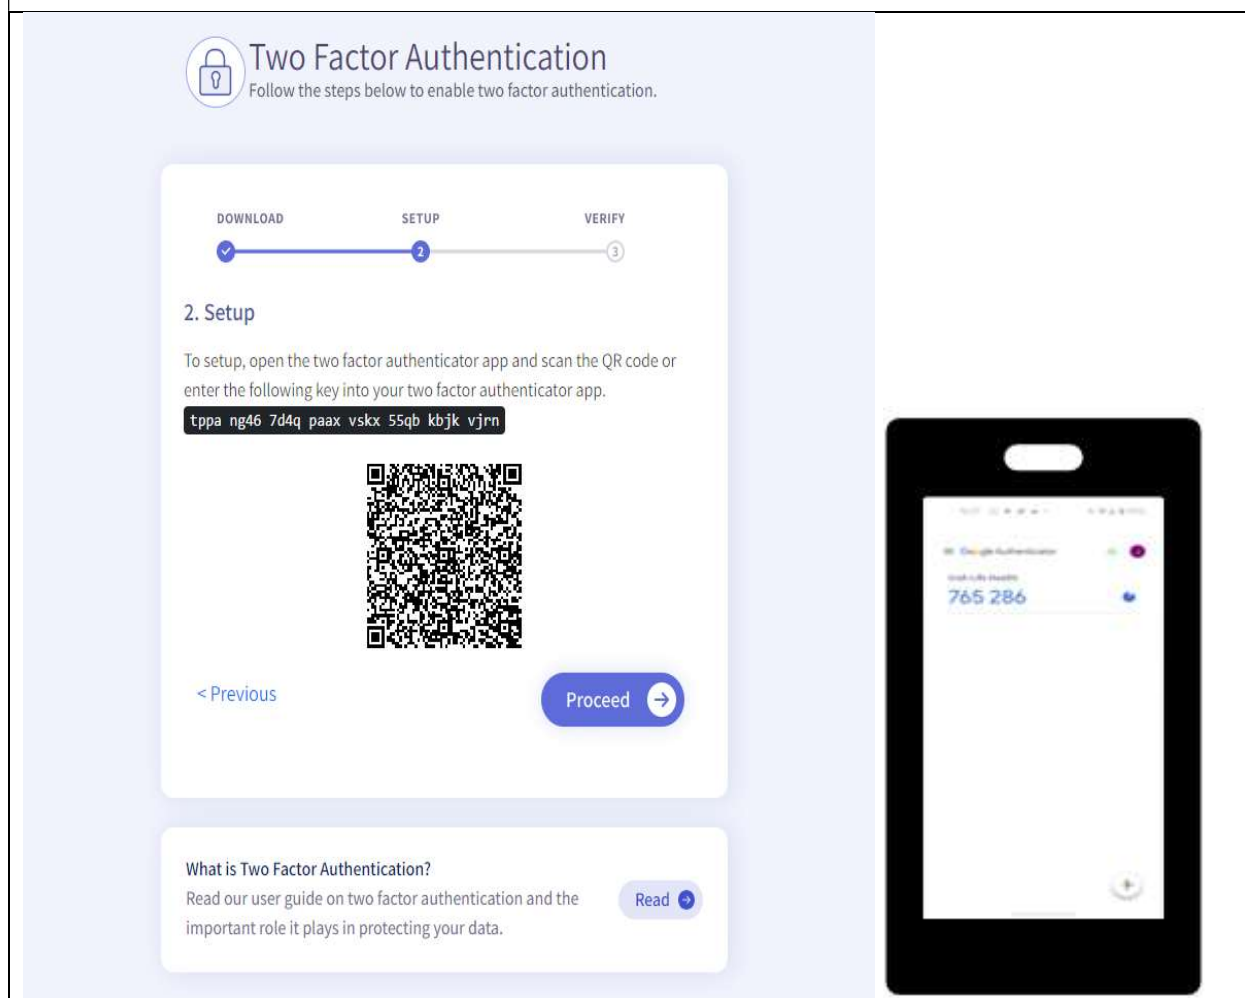 Two Factor Authentication
Follow the steps below to enable two factor authentication.
DOWNLOAD SETUP VERIFY
2 3
2. Setup
To setup, open the two factor authenticator app and scan the QR code or
enter the following key into your two factor authenticator app.
tppa ng46 7d4q paax vskx 55qb kbjk vjrn
< Previous
Proceed
What is Two Factor Authentication?
Read our user guide on two factor authentication and the
important role it plays in protecting your data.
Read
Google Authenticator
765 286